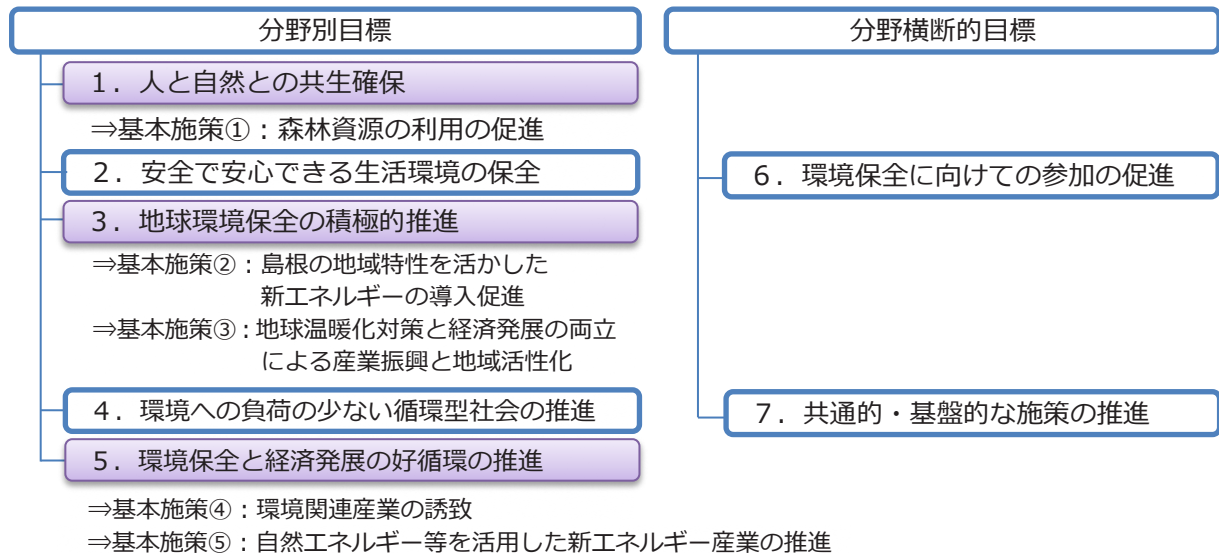 分野別目標
1．人と自然との共生確保
⇒基本施策①：森林資源の利用の促進
2．安全で安心できる生活環境の保全
3．地球環境保全の積極的推進
⇒基本施策②：島根の地域特性を活かした
新エネルギーの導入促進
⇒基本施策③：地球温暖化対策と経済発展の両立
による産業振興と地域活性化
4．環境への負荷の少ない循環型社会の推進
5．環境保全と経済発展の好循環の推進
⇒基本施策④：環境関連産業の誘致
⇒基本施策⑤：自然エネルギー等を活用した新エネルギー産業の推進
分野横断的目標
6．環境保全に向けての参加の促進
7．共通的・基盤的な施策の推進